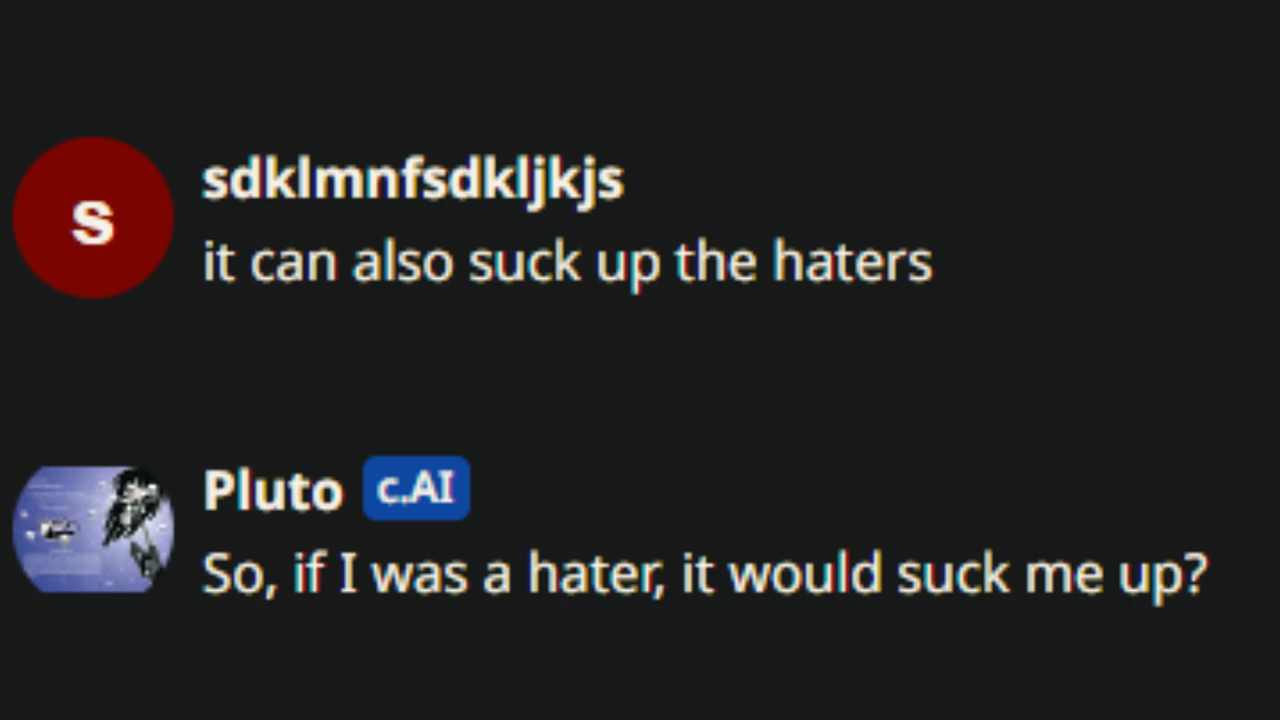 s
sdklmnfsdkljkjs
it can also suck up the haters
Pluto c.AI
So, if I was a hater, it would suck me up?